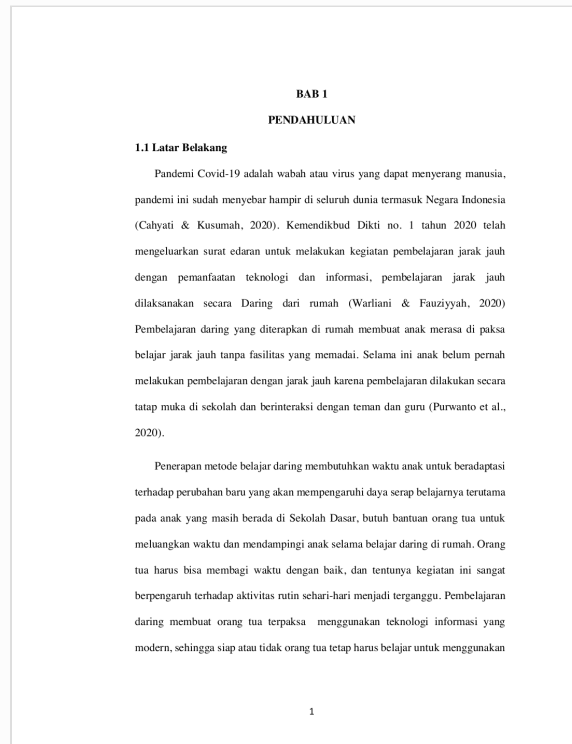 BAB 1
PENDAHULUAN
1.1 Latar Belakang
Pandemi Covid-19 adalah wabah atau virus yang dapat menyerang manusia,
pandemi ini sudah menyebar hampir di seluruh dunia termasuk Negara Indonesia
(Cahyati & Kusumah, 2020). Kemendikbud Dikti no. 1 tahun 2020 telah
mengeluarkan surat edaran untuk melakukan kegiatan pembelajaran jarak jauh
dengan pemanfaatan teknologi dan informasi, pembelajaran jarak jauh
dilaksanakan secara Daring dari rumah (Warliani & Fauziyyah, 2020)
Pembelajaran daring yang diterapkan di rumah membuat anak merasa di paksa
belajar jarak jauh tanpa fasilitas yang memadai. Selama ini anak belum pernah
melakukan pembelajaran dengan jarak jauh karena pembelajaran dilakukan secara
tatap muka di sekolah dan berinteraksi dengan teman dan guru (Purwanto et al.,
2020).
Penerapan metode belajar daring membutuhkan waktu anak untuk beradaptasi
terhadap perubahan baru yang akan mempengaruhi daya serap belajarnya terutama
pada anak yang masih berada di Sekolah Dasar, butuh bantuan orang tua untuk
meluangkan waktu dan mendampingi anak selama belajar daring di rumah. Orang
tua harus bisa membagi waktu dengan baik, dan tentunya kegiatan ini sangat
berpengaruh terhadap aktivitas rutin sehari-hari menjadi terganggu. Pembelajaran
daring membuat orang tua terpaksa menggunakan teknologi informasi yang
modern, sehingga siap atau tidak orang tua tetap harus belajar untuk menggunakan
1